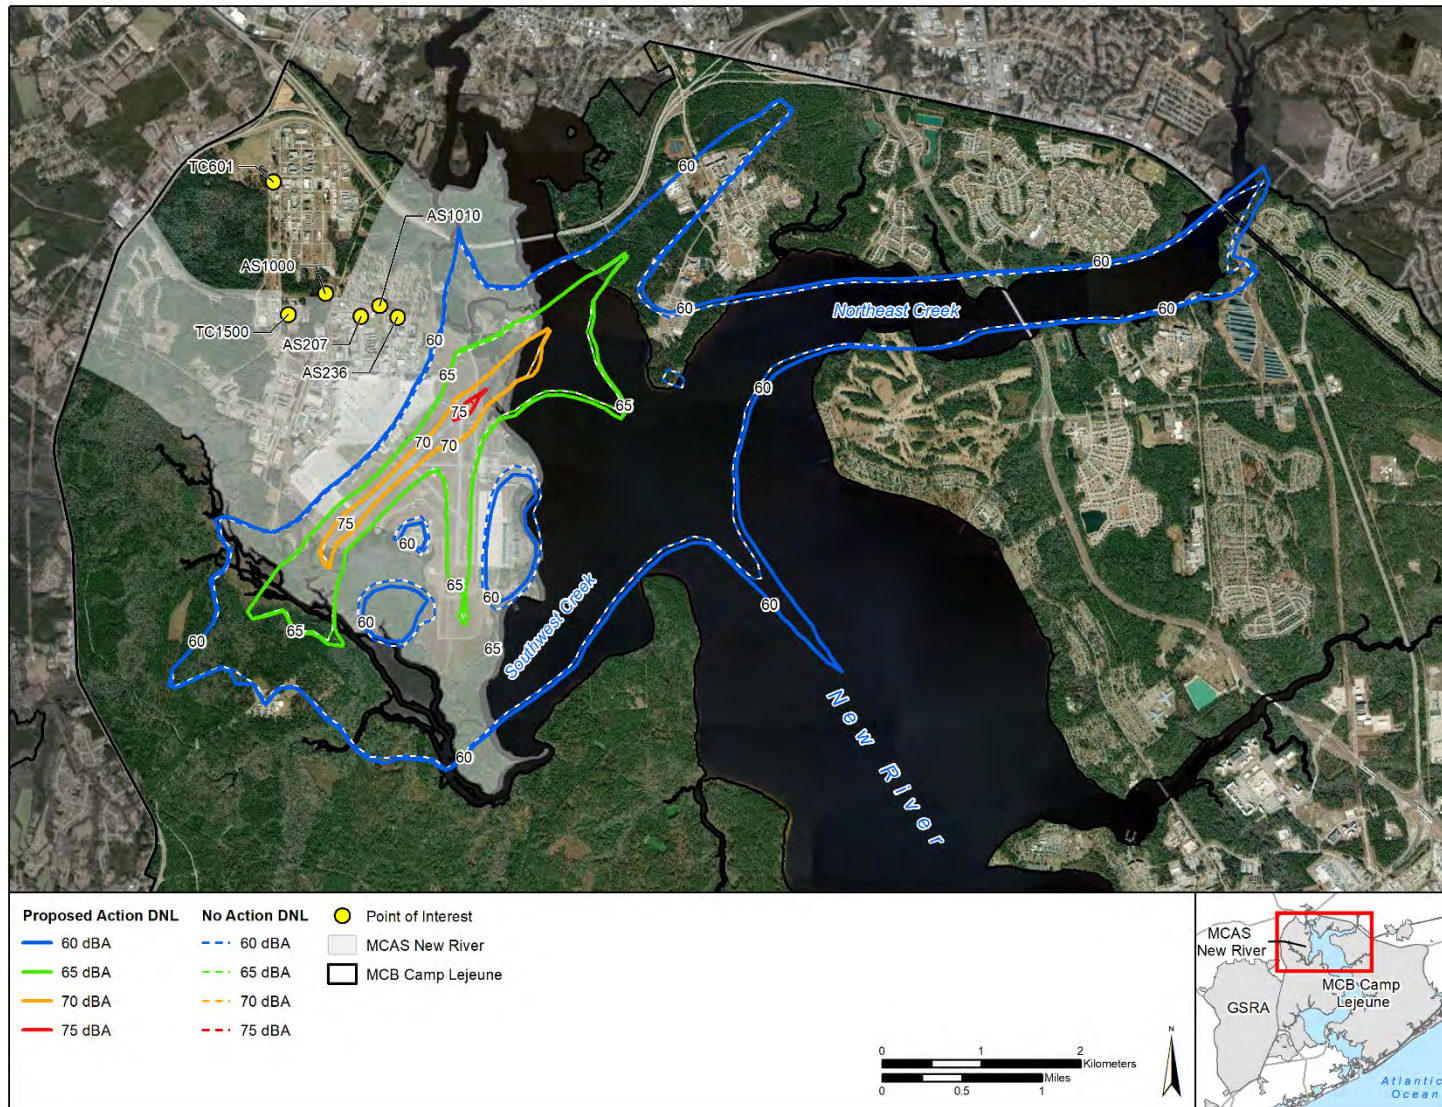 TC601
AS1010
AS1000
TC1500
AS207
AS236
60
60
60
60
60
60
65
65
60
75
70
70
75
60
65
60
60
65
65
60
60
60
Northeast Creek
Southwest Creek
New River
Proposed Action DNL
60 dBA
65 dBA
70 dBA
75 dBA
No Action DNL
60 dBA
65 dBA
70 dBA
75 dBA
Point of Interest
MCAS New River
MCB Camp Lejeune
0 1 2
Kilometers
Miles
0 0.5 1
N
MCAS
New River
MCB Camp
Lejeune
GSRA
Atlantic
Ocean